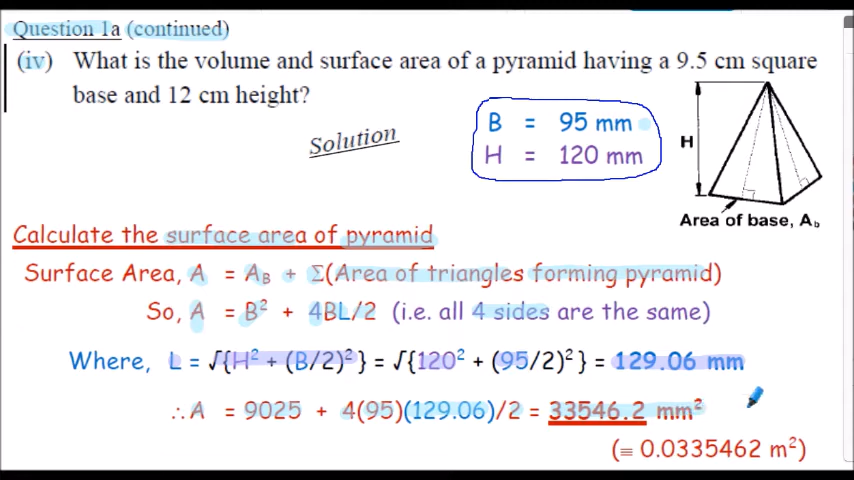 Question 1a (continued)
(iv) What is the volume and surface area of a pyramid having a 9.5 cm square
base and 12 cm height?
Solution
B = 95 mm
H = 120 mm
H
Area of base, Ab
Calculate the surface area of pyramid
Surface Area, A = AB + Σ(Area of triangles forming pyramid)
So, A = B² + 4BL/2 (i.e. all 4 sides are the same)
Where, L = √{H² + (B/2)²} = √{120² + (95/2)²} = 129.06 mm
∴ A = 9025 + 4(95)(129.06)/2 = 33546.2 mm²
(≡ 0.0335462 m²)